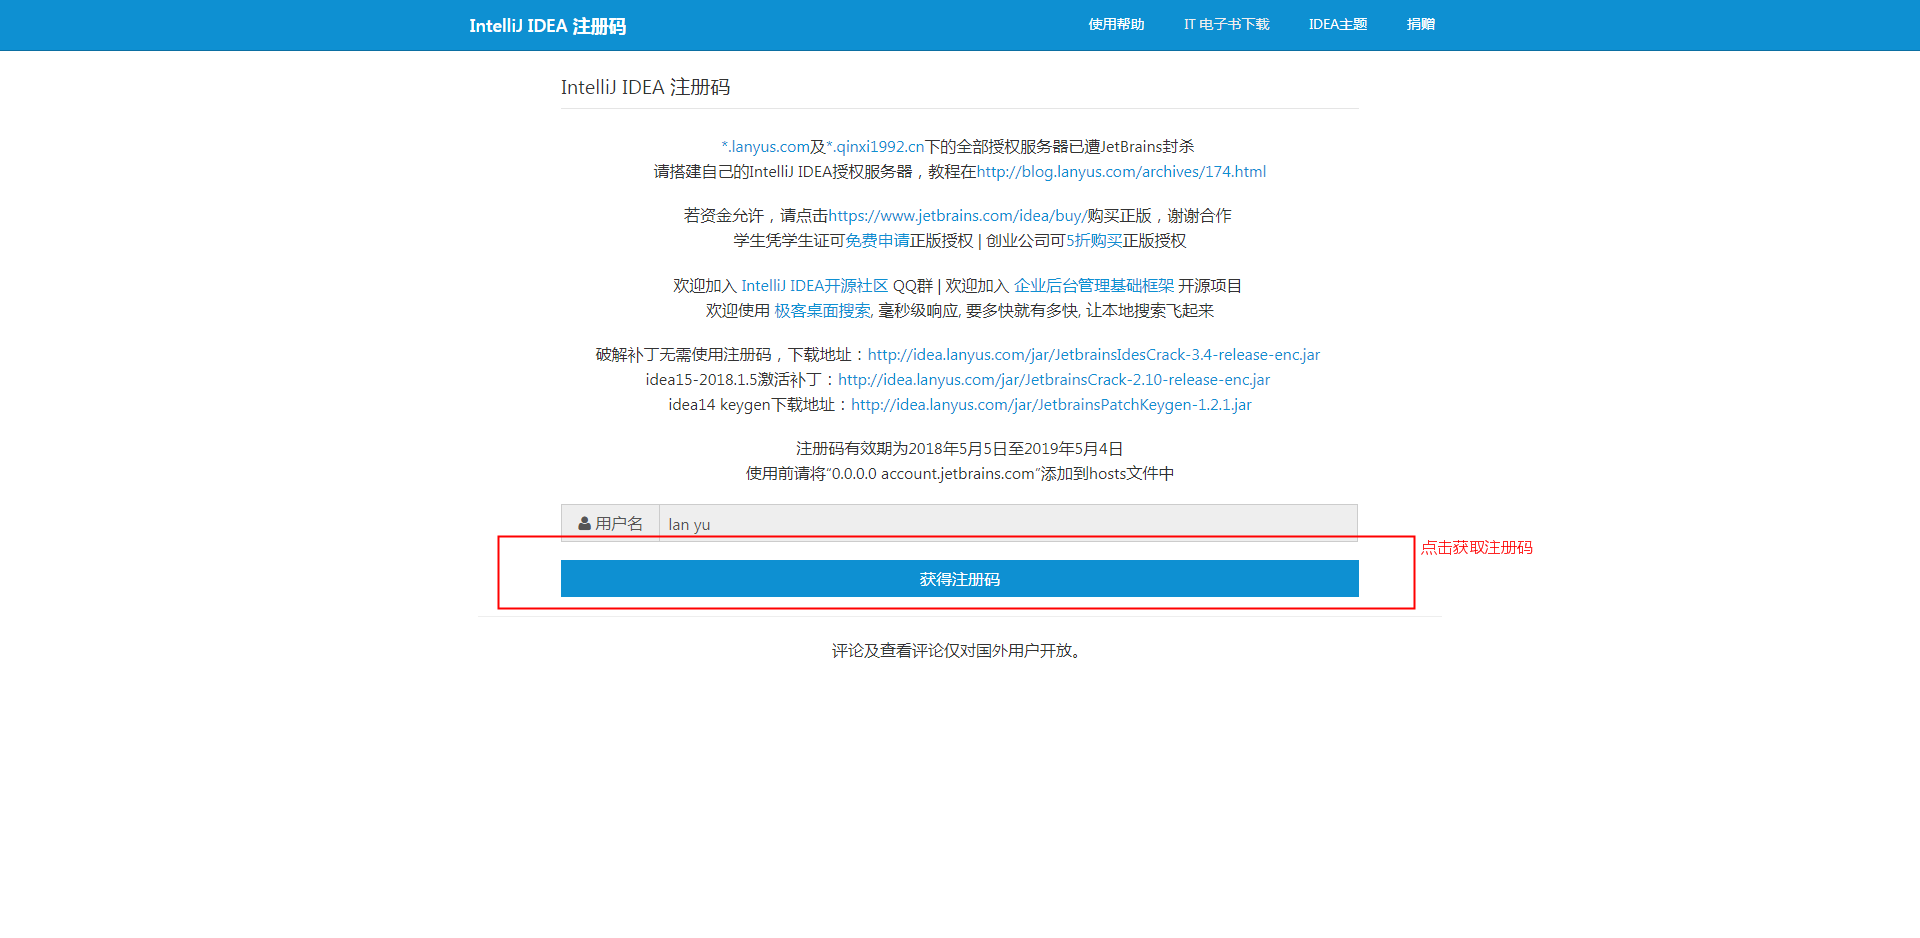 IntelliJ IDEA 注册码
使用帮助 IT 电子书下载 IDEA主题 捐赠
IntelliJ IDEA 注册码
*.lanyus.com及*.qinxi1992.cn下的全部授权服务器已遭JetBrains封杀
请搭建自己的IntelliJ IDEA授权服务器，教程在http://blog.lanyus.com/archives/174.html
若资金允许，请点击https://www.jetbrains.com/idea/buy/购买正版，谢谢合作
学生凭学生证可免费申请正版授权 | 创业公司可5折购买正版授权
欢迎加入 IntelliJ IDEA开源社区 QQ群 | 欢迎加入 企业后台管理基础框架 开源项目
欢迎使用 极客桌面搜索, 毫秒级响应, 要多快就有多快, 让本地搜索飞起来
破解补丁无需使用注册码，下载地址：http://idea.lanyus.com/jar/JetbrainsIdesCrack-3.4-release-enc.jar
idea15-2018.1.5激活补丁：http://idea.lanyus.com/jar/JetbrainsCrack-2.10-release-enc.jar
idea14 keygen下载地址：http://idea.lanyus.com/jar/JetbrainsPatchKeygen-1.2.1.jar
注册码有效期为2018年5月5日至2019年5月4日
使用前请将“0.0.0.0 account.jetbrains.com”添加到hosts文件中
用户名 lan yu
点击获取注册码
获得注册码
评论及查看评论仅对国外用户开放。